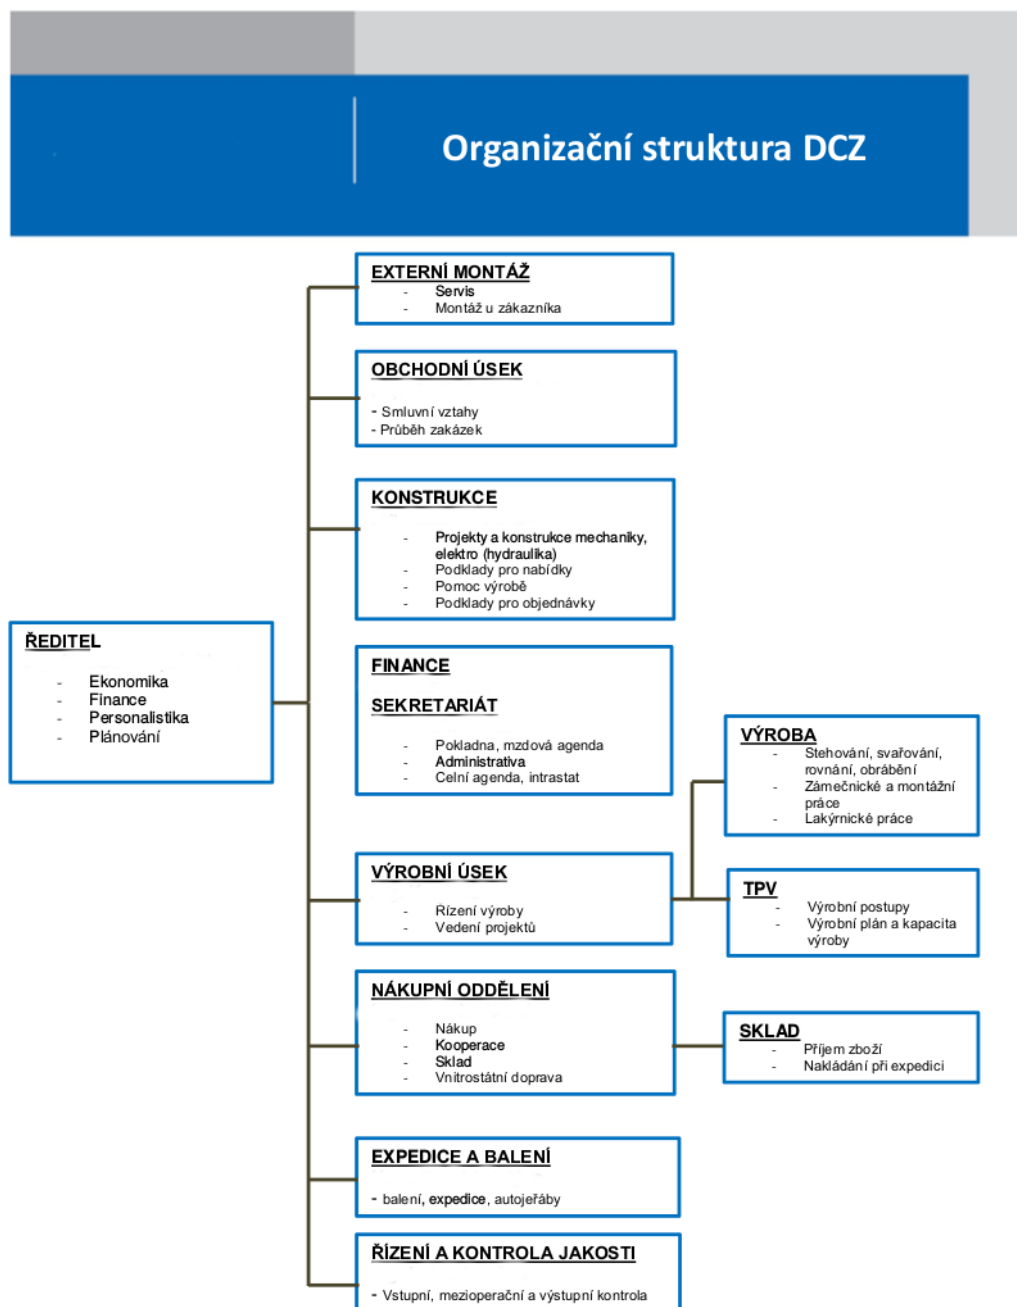 Organizační struktura DCZ
EXTERNÍ MONTÁŽ
- Servis
- Montáž u zákazníka
OBCHODNÍ ÚSEK
- Smluvní vztahy
- Průběh zakázek
KONSTRUKCE
- Projekty a konstrukce mechaniky,
elektro (hydraulika)
- Podklady pro nabídky
- Pomoc výrobě
- Podklady pro objednávky
ŘEDITEL
- Ekonomika
- Finance
- Personalistika
- Plánování
FINANCE
SEKRETARIÁT
- Pokladna, mzdová agenda
- Administrativa
- Celní agenda, intrastat
VÝROBA
- Stehování, svařování,
rovnání, obrábění
- Zámečnické a montážní
práce
- Lakýrnické práce
VÝROBNÍ ÚSEK
- Řízení výroby
- Vedení projektů
TPV
- Výrobní postupy
- Výrobní plán a kapacita
výroby
NÁKUPNÍ ODDĚLENÍ
- Nákup
- Kooperace
- Sklad
- Vnitrostátní doprava
SKLAD
- Příjem zboží
- Nakládání při expedici
EXPEDICE A BALENÍ
- balení, expedice, autojeřáby
ŘÍZENÍ A KONTROLA JAKOSTI
- Vstupní, mezioperační a výstupní kontrola